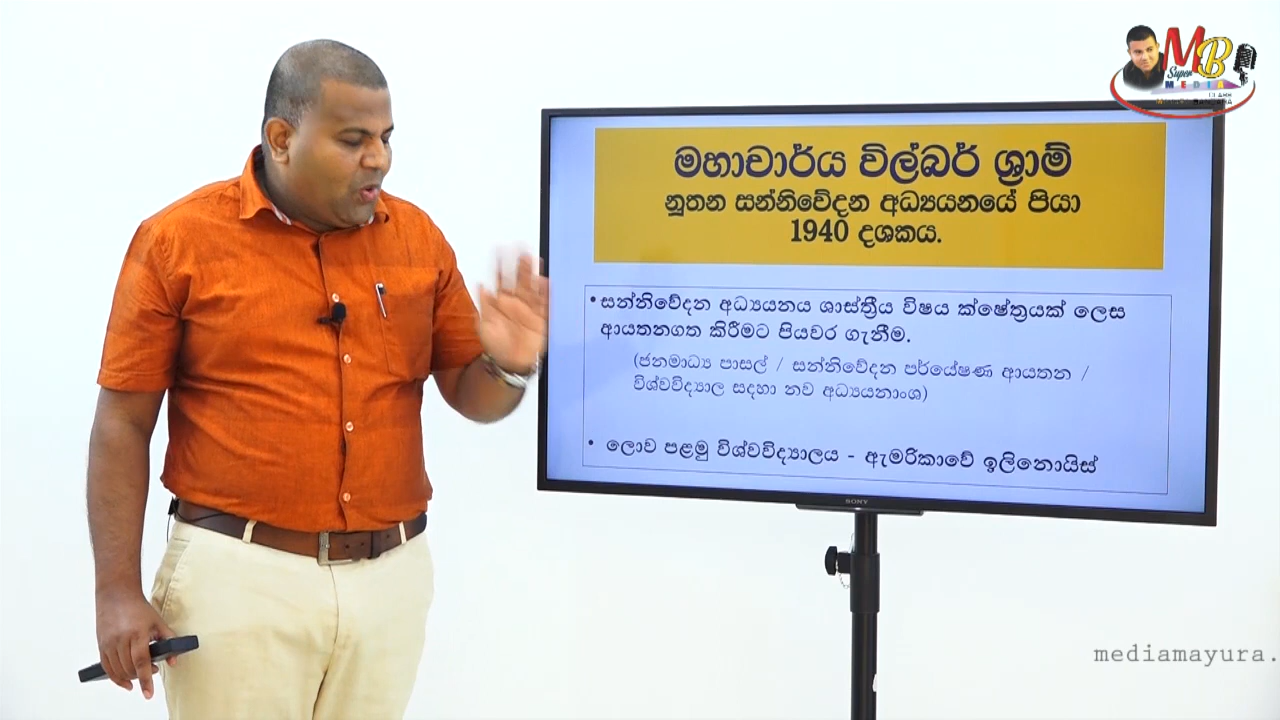 MB
Super
MEDIA
මහාචාර්ය විල්බර් ශ්‍රාම්
නූතන සන්නිවේදන අධ්‍යයනයේ පියා
1940 දශකය.
• සන්නිවේදන අධ්‍යයනය ශාස්ත්‍රීය විෂය ක්ෂේත්‍රයක් ලෙස
ආයතනගත කිරීමට පියවර ගැනීම.
(ජනමාධ්‍ය පාසල් / සන්නිවේදන පර්යේෂණ ආයතන /
විශ්වවිද්‍යාල සදහා නව අධ්‍යයනාංශ)
• ලොව පළමු විශ්වවිද්‍යාලය - ඇමරිකාවේ ඉලිනොයිස්
SONY
mediamayura.